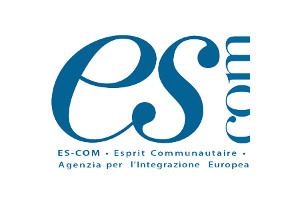 es com
ES-COM • Esprit Communautaire •
Agenzia per l'Integrazione Europea